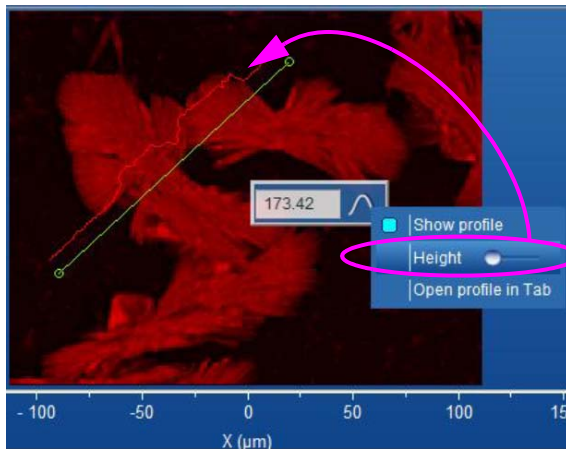 173.42
Show profile
Height
Open profile in Tab
- 100 -50 0 50 100 15
X (µm)